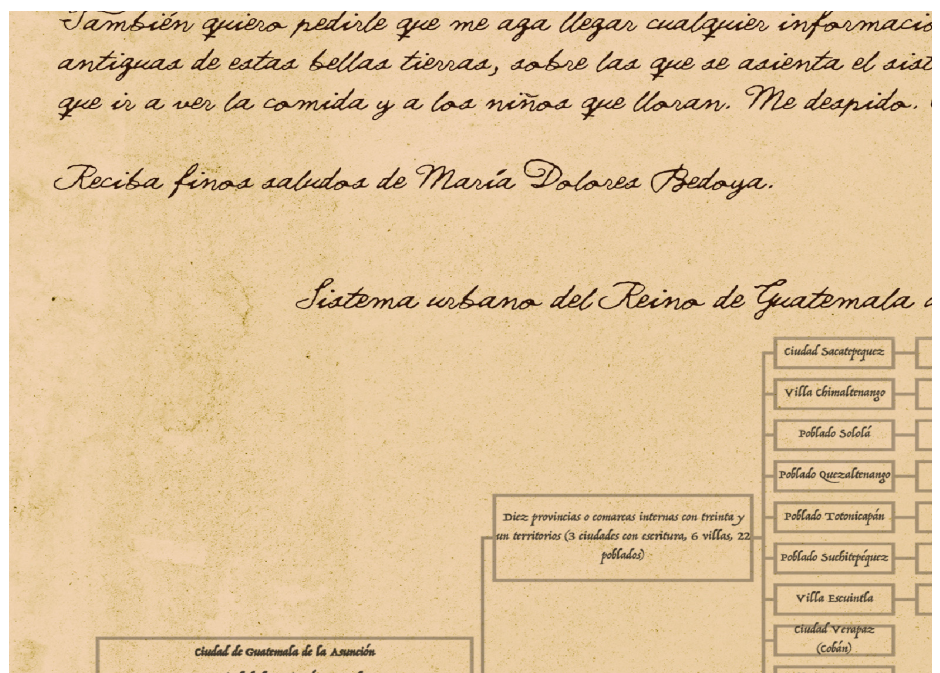 También quiero pedirle que me aga llegar cualquier informacio
antiguas de estas bellas tierras, sobre las que se asienta el sist
que ir a ver la comida y a los niños que lloran. Me despido.
Reciba finos saludos de María Dolores Bedoya.
Sistema urbano del Reino de Guatemala
Ciudad Sacatepequez
Villa Chimaltenango
Poblado Sololá
Poblado Quezaltenango
Diez provincias o comarcas internas con treinta y
un territorios (3 ciudades con escritura, 6 villas, 22
poblados)
Poblado Totonicapán
Poblado Suchitepéquez
Villa Escuintla
Ciudad Verapaz
(Cobán)
Ciudad de Guatemala de la Asunción